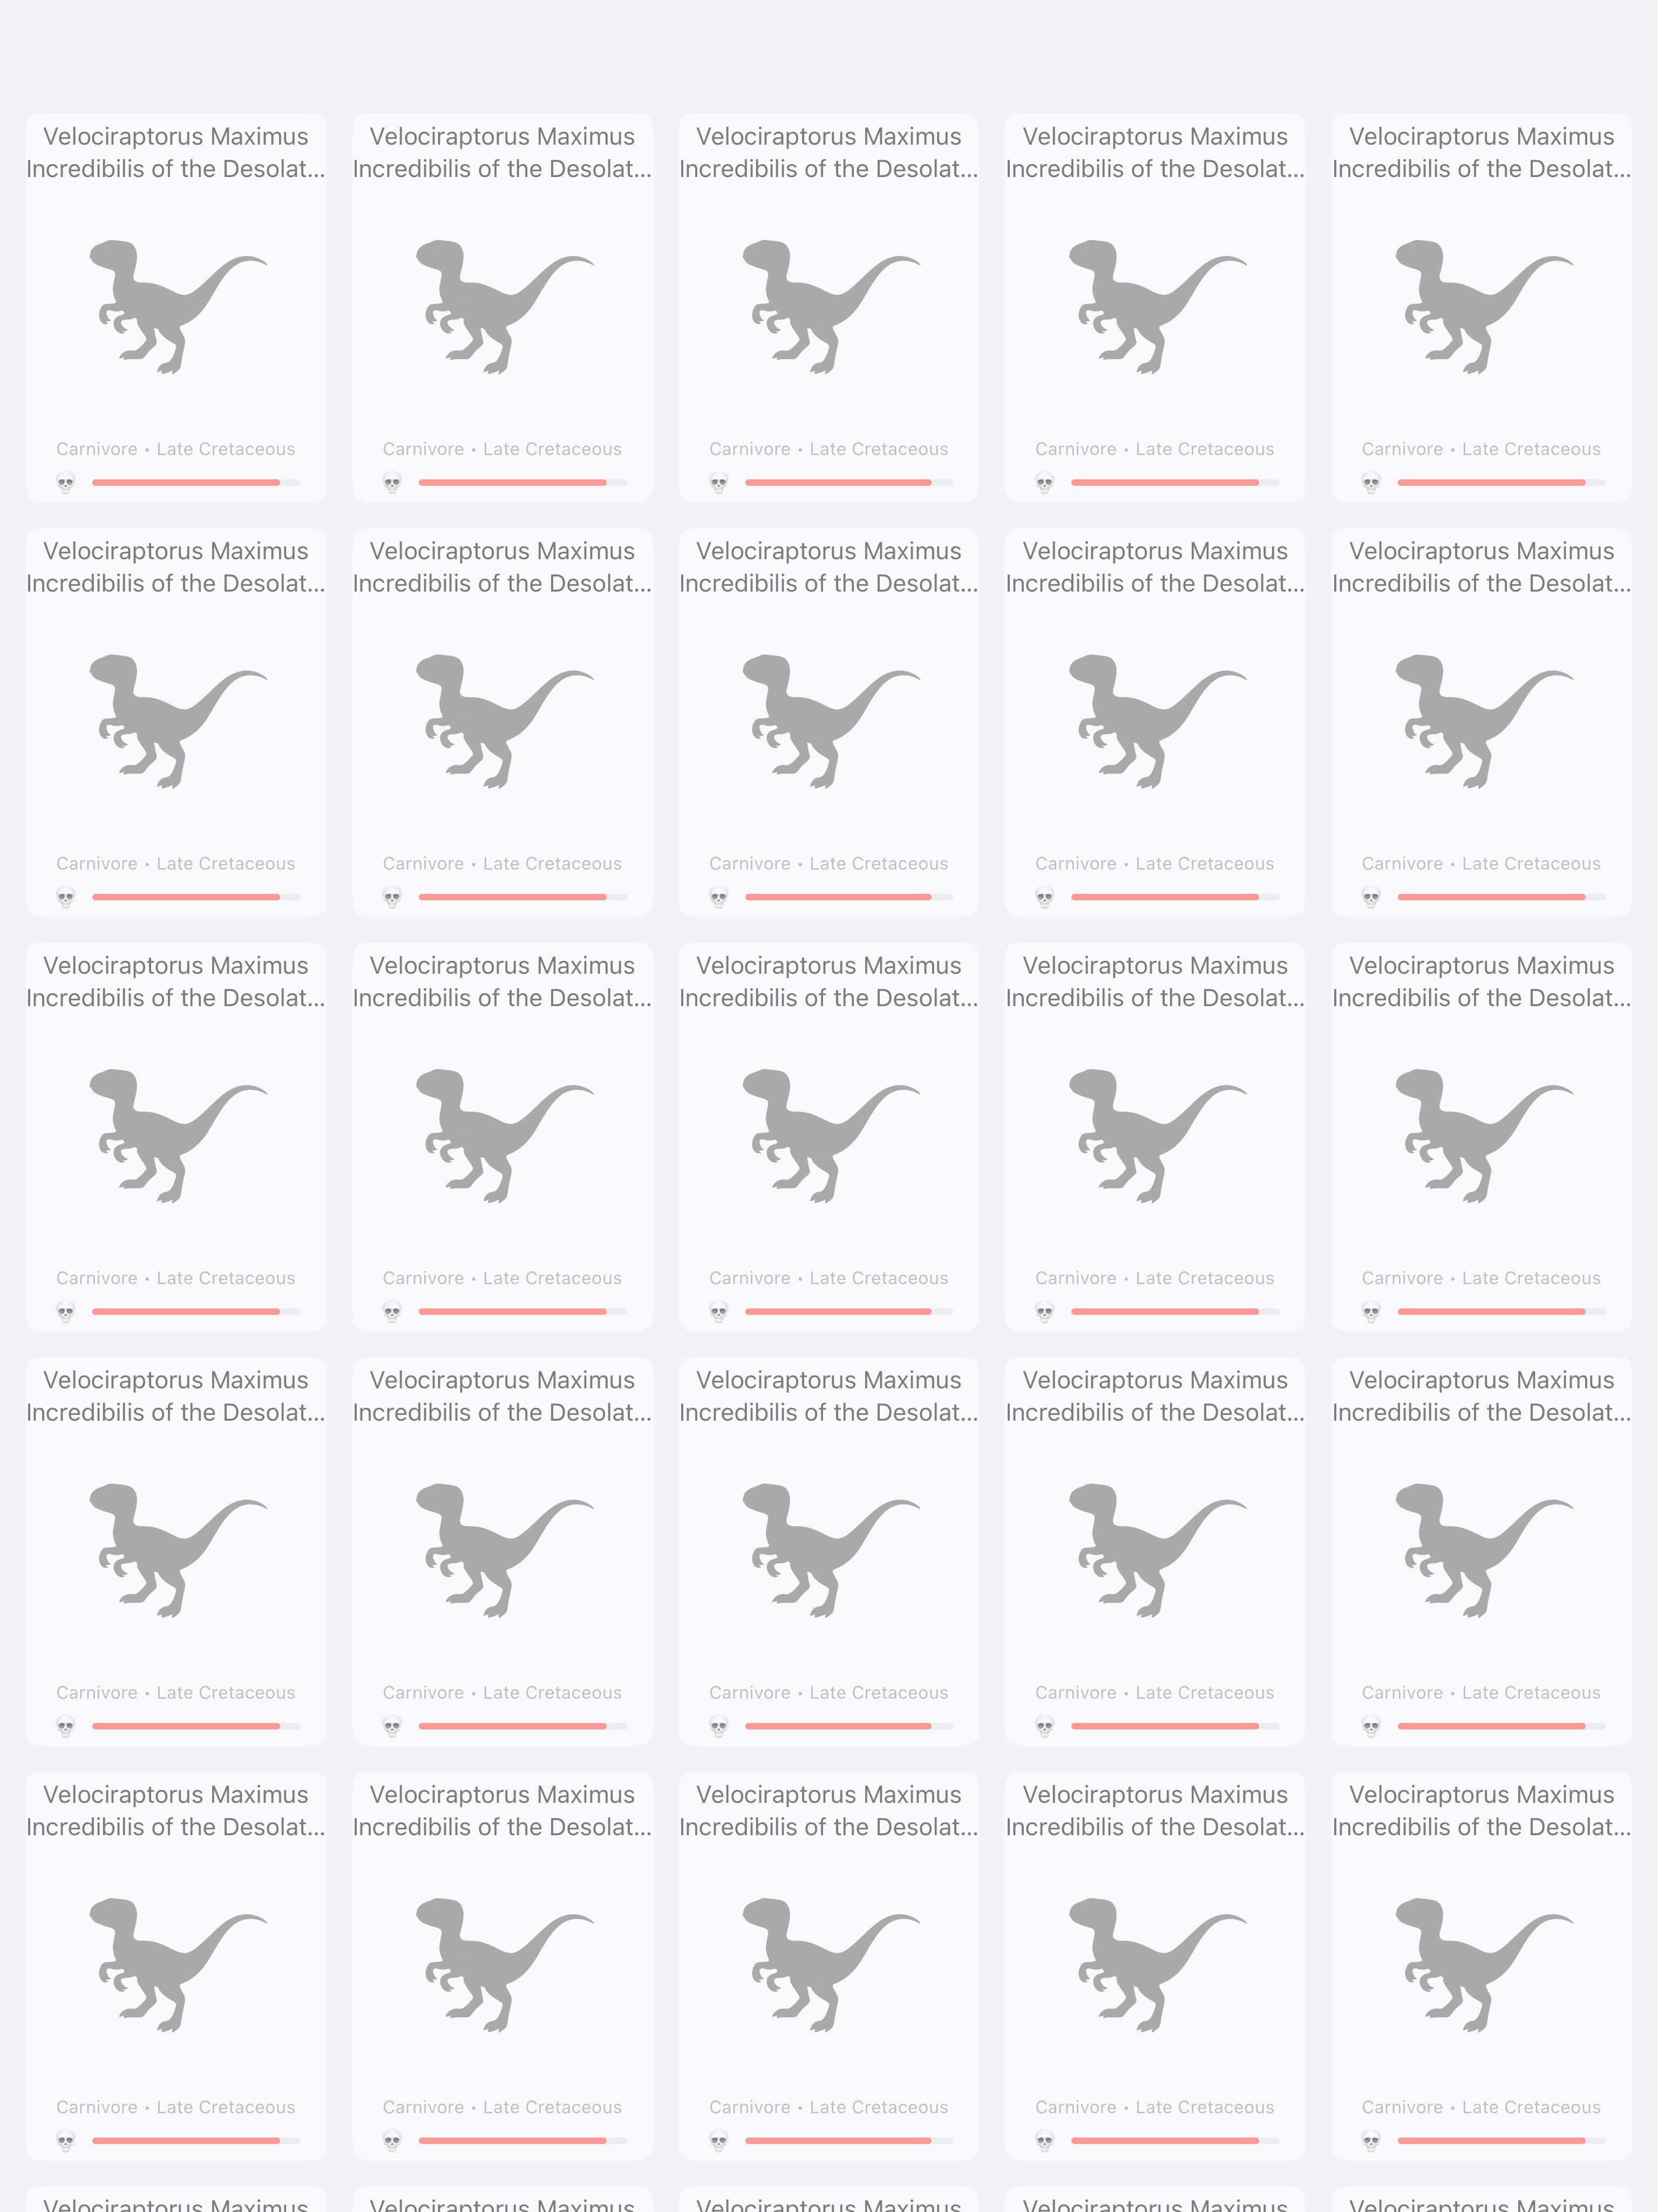 Velociraptorus Maximus
Incredibilis of the Desolat...
Velociraptorus Maximus
Incredibilis of the Desolat...
Velociraptorus Maximus
Incredibilis of the Desolat...
Velociraptorus Maximus
Incredibilis of the Desolat...
Velociraptorus Maximus
Incredibilis of the Desolat...
Carnivore • Late Cretaceous
Carnivore • Late Cretaceous
Carnivore • Late Cretaceous
Carnivore • Late Cretaceous
Carnivore • Late Cretaceous
Velociraptorus Maximus
Incredibilis of the Desolat...
Velociraptorus Maximus
Incredibilis of the Desolat...
Velociraptorus Maximus
Incredibilis of the Desolat...
Velociraptorus Maximus
Incredibilis of the Desolat...
Velociraptorus Maximus
Incredibilis of the Desolat...
Carnivore • Late Cretaceous
Carnivore • Late Cretaceous
Carnivore • Late Cretaceous
Carnivore • Late Cretaceous
Carnivore • Late Cretaceous
Velociraptorus Maximus
Incredibilis of the Desolat...
Velociraptorus Maximus
Incredibilis of the Desolat...
Velociraptorus Maximus
Incredibilis of the Desolat...
Velociraptorus Maximus
Incredibilis of the Desolat...
Velociraptorus Maximus
Incredibilis of the Desolat...
Carnivore • Late Cretaceous
Carnivore • Late Cretaceous
Carnivore • Late Cretaceous
Carnivore • Late Cretaceous
Carnivore • Late Cretaceous
Velociraptorus Maximus
Incredibilis of the Desolat...
Velociraptorus Maximus
Incredibilis of the Desolat...
Velociraptorus Maximus
Incredibilis of the Desolat...
Velociraptorus Maximus
Incredibilis of the Desolat...
Velociraptorus Maximus
Incredibilis of the Desolat...
Carnivore • Late Cretaceous
Carnivore • Late Cretaceous
Carnivore • Late Cretaceous
Carnivore • Late Cretaceous
Carnivore • Late Cretaceous
Velociraptorus Maximus
Incredibilis of the Desolat...
Velociraptorus Maximus
Incredibilis of the Desolat...
Velociraptorus Maximus
Incredibilis of the Desolat...
Velociraptorus Maximus
Incredibilis of the Desolat...
Velociraptorus Maximus
Incredibilis of the Desolat...
Carnivore • Late Cretaceous
Carnivore • Late Cretaceous
Carnivore • Late Cretaceous
Carnivore • Late Cretaceous
Carnivore • Late Cretaceous
Velociraptorus Maximus
Velociraptorus Maximus
Velociraptorus Maximus
Velociraptorus Maximus
Velociraptorus Maximus